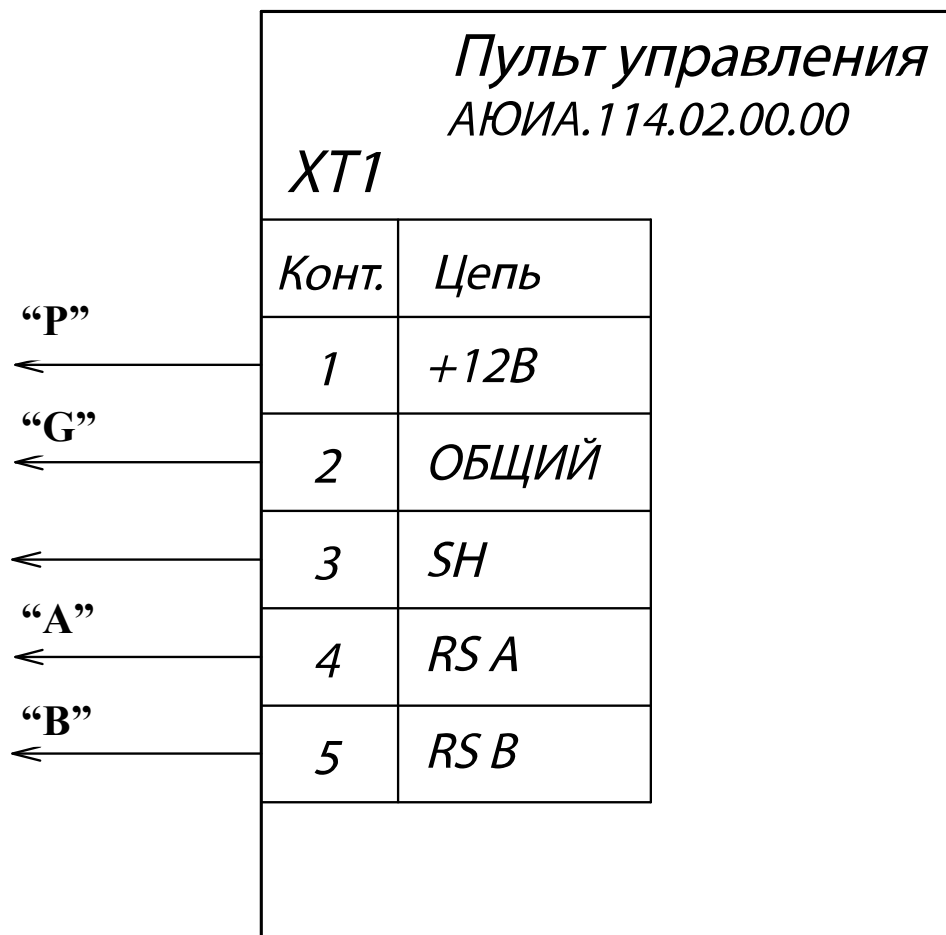 Пульт управления
АЮИА.114.02.00.00
XT1
Конт. Цепь
“P”
1 +12В
“G”
2 ОБЩИЙ
3 SH
“A”
4 RS A
“B”
5 RS B